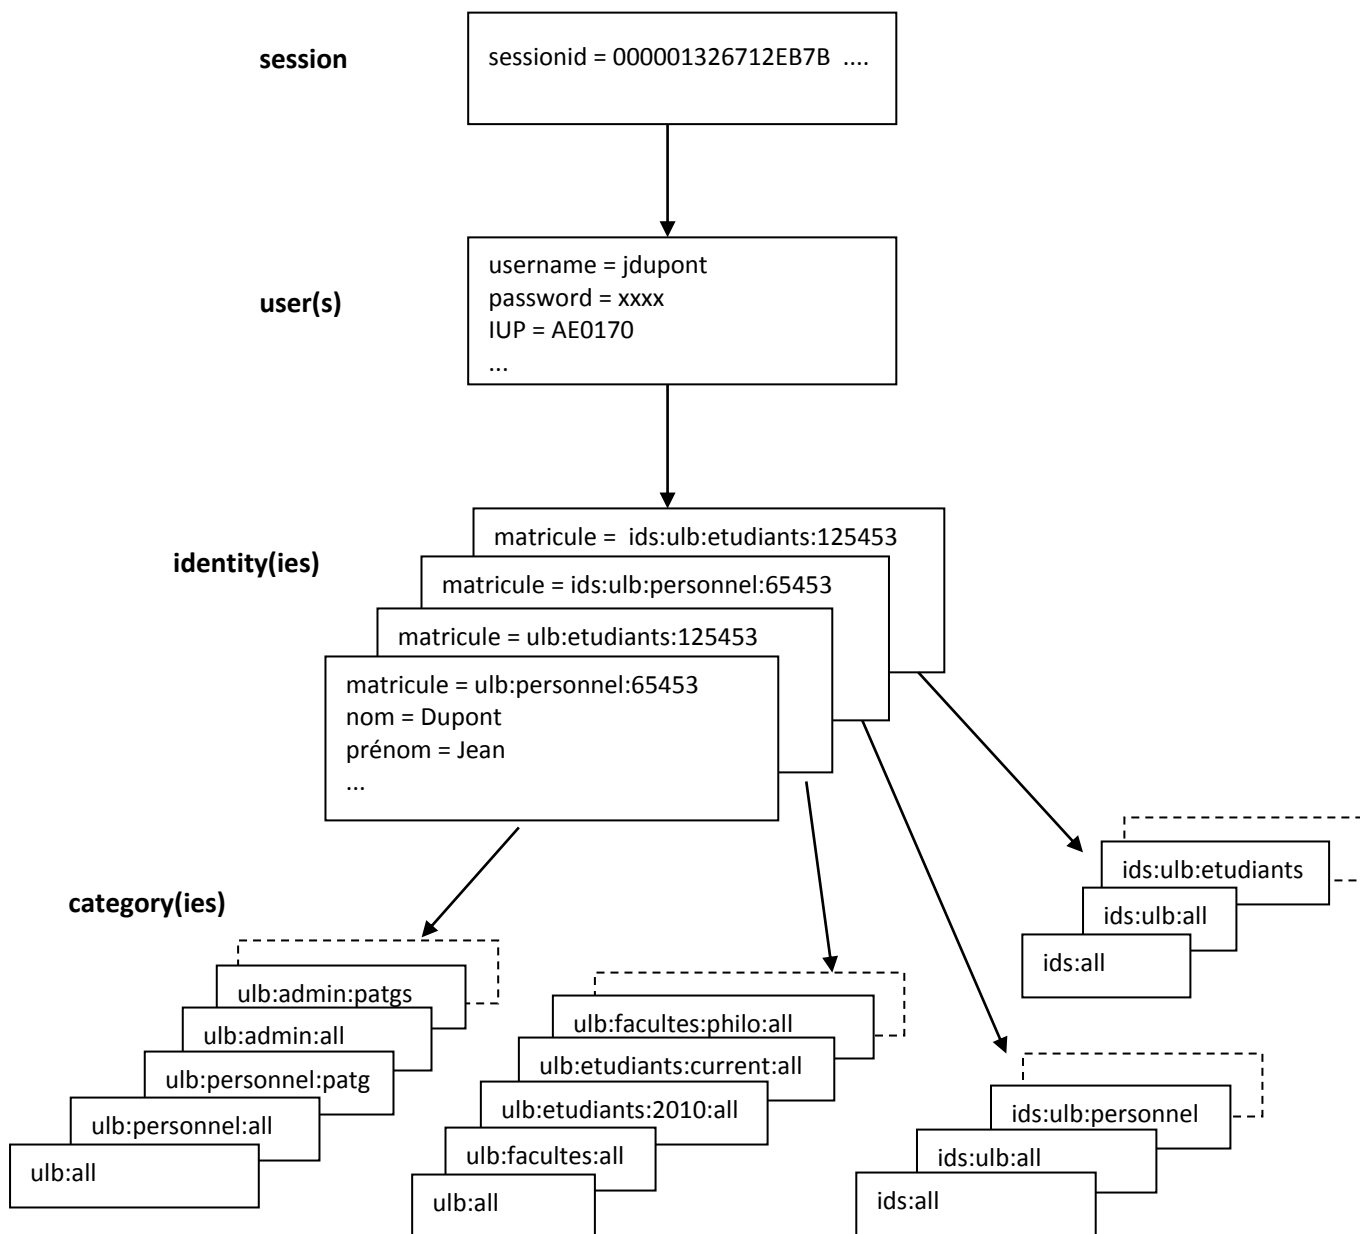 session
sessionid = 000001326712EB7B ....
user(s)
username = jdupont
password = xxxx
IUP = AE0170
...
identity(ies)
matricule = ids:ulb:etudiants:125453
matricule = ids:ulb:personnel:65453
matricule = ulb:etudiants:125453
matricule = ulb:personnel:65453
nom = Dupont
prénom = Jean
...
category(ies)
ulb:admin:patgs
ulb:admin:all
ulb:personnel:patg
ulb:personnel:all
ulb:all
ulb:facultes:philo:all
ulb:etudiants:current:all
ulb:etudiants:2010:all
ulb:facultes:all
ulb:all
ids:ulb:personnel
ids:ulb:all
ids:all
ids:ulb:etudiants
ids:ulb:all
ids:all